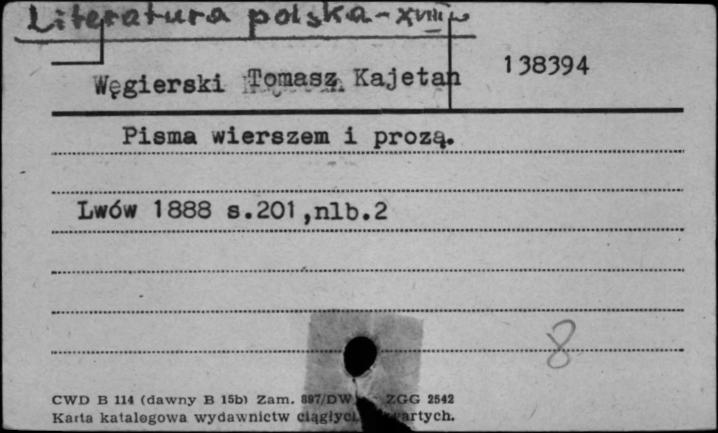 Literatura polska - XVIII w
Węgierski Tomasz Kajetan 138394
Pisma wierszem i prozą.
Lwów 1888 s.201,nlb.2
8
CWD B 114 (dawny B 15b) Zam. 897/DW ZGG 2542
Karta katalogowa wydawnictw